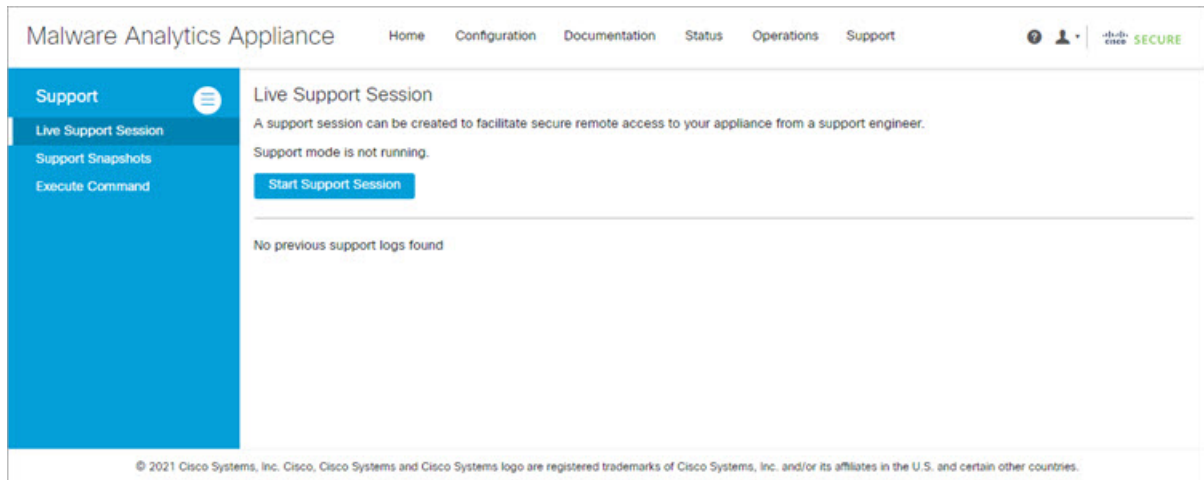 Malware Analytics Appliance Home Configuration Documentation Status Operations Support CISCO SECURE
Support
Live Support Session
Support Snapshots
Execute Command
Live Support Session
A support session can be created to facilitate secure remote access to your appliance from a support engineer.
Support mode is not running.
Start Support Session
No previous support logs found
© 2021 Cisco Systems, Inc. Cisco, Cisco Systems and Cisco Systems logo are registered trademarks of Cisco Systems, Inc. and/or its affiliates in the U.S. and certain other countries.